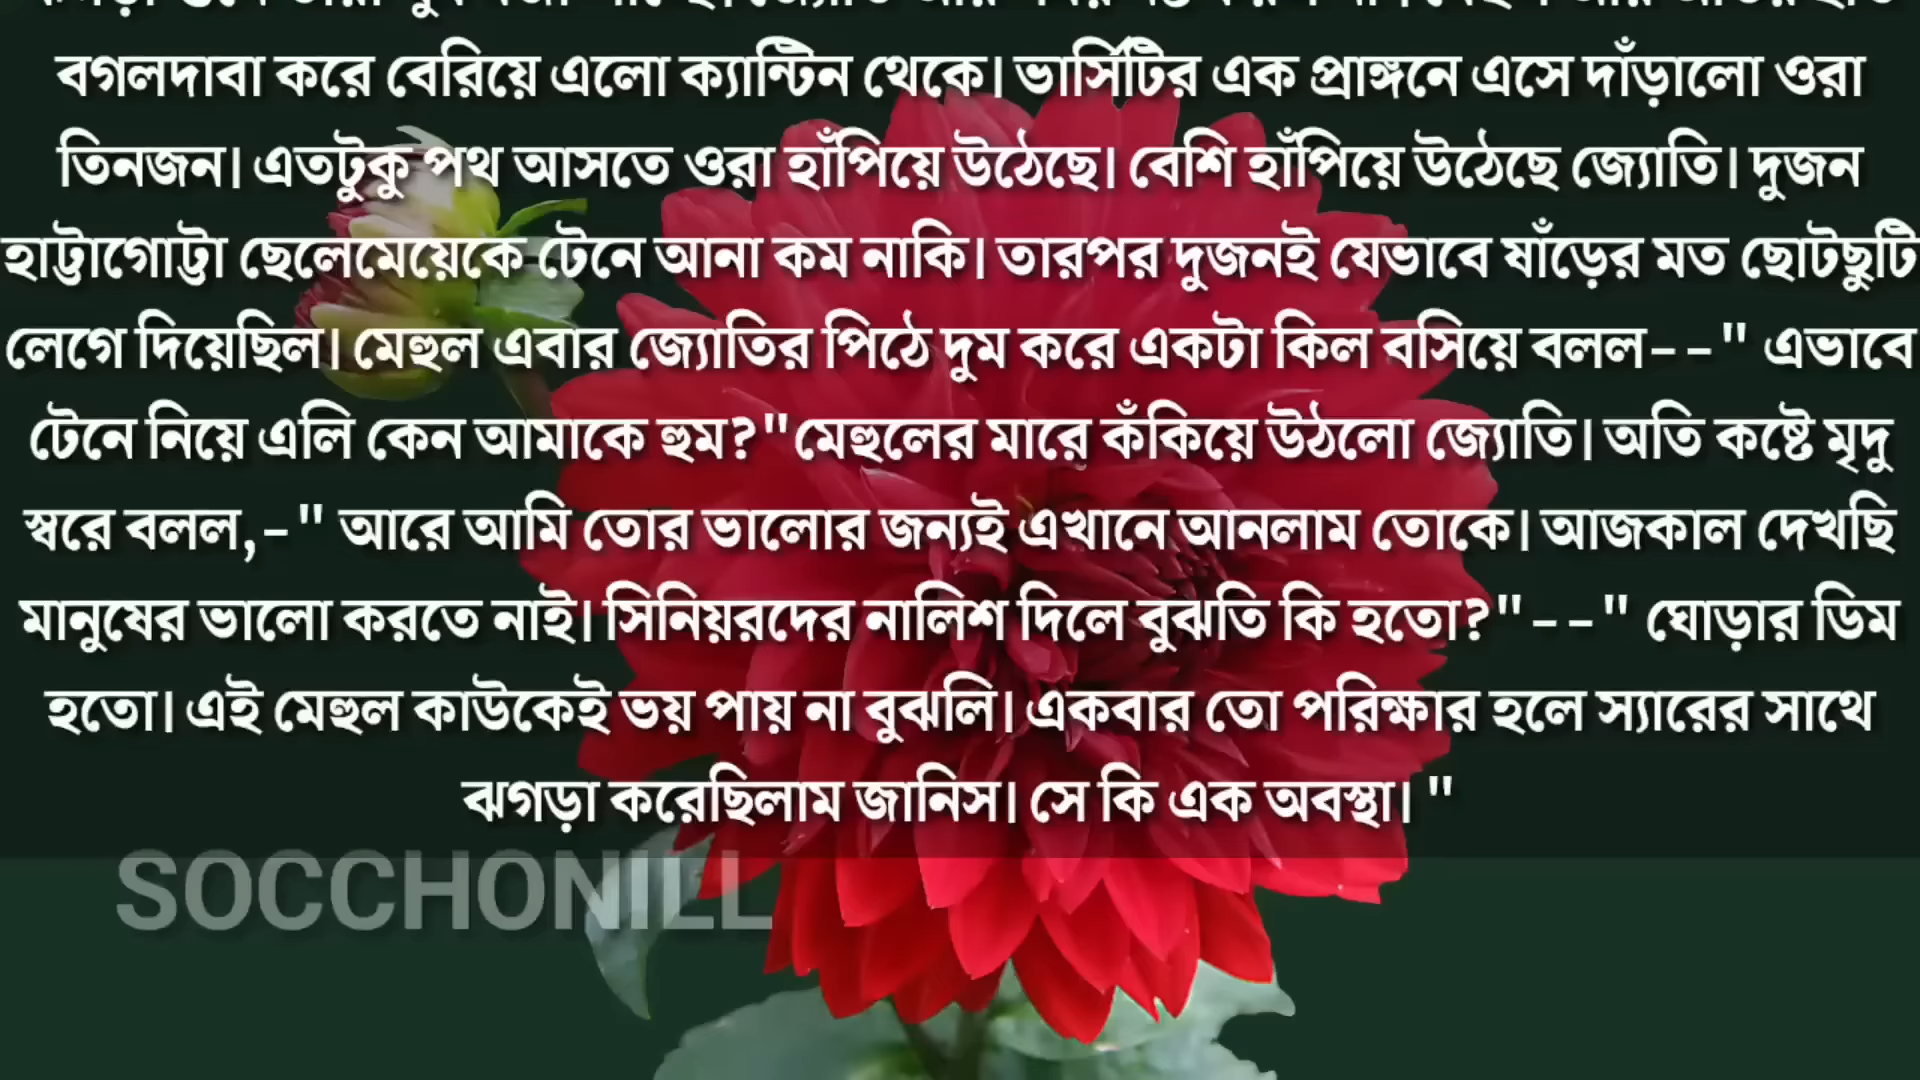 বগলদাবা করে বেরিয়ে এলো ক্যান্টিন থেকে। ভার্সিটির এক প্রাঙ্গনে এসে দাঁড়ালো ওরা
তিনজন। এতটুকু পথ আসতে ওরা হাঁপিয়ে উঠেছে। বেশি হাঁপিয়ে উঠেছে জ্যোতি। দুজন
হাট্টাগোট্টা ছেলেমেয়েকে টেনে আনা কম নাকি। তারপর দুজনই যেভাবে ষাঁড়ের মত ছোটছুটি
লেগে দিয়েছিল। মেহুল এবার জ্যোতির পিঠে দুম করে একটা কিল বসিয়ে বলল--" এভাবে
টেনে নিয়ে এলি কেন আমাকে হুম?"মেহুলের মারে কঁকিয়ে উঠলো জ্যোতি। অতি কষ্টে মৃদু
স্বরে বলল,-" আরে আমি তোর ভালোর জন্যই এখানে আনলাম তোকে। আজকাল দেখছি
মানুষের ভালো করতে নাই। সিনিয়রদের নালিশ দিলে বুঝতি কি হতো?"--" ঘোড়ার ডিম
হতো। এই মেহুল কাউকেই ভয় পায় না বুঝলি। একবার তো পরিক্ষার হলে স্যারের সাথে
ঝগড়া করেছিলাম জানিস। সে কি এক অবস্থা। "
SOCCHONILL